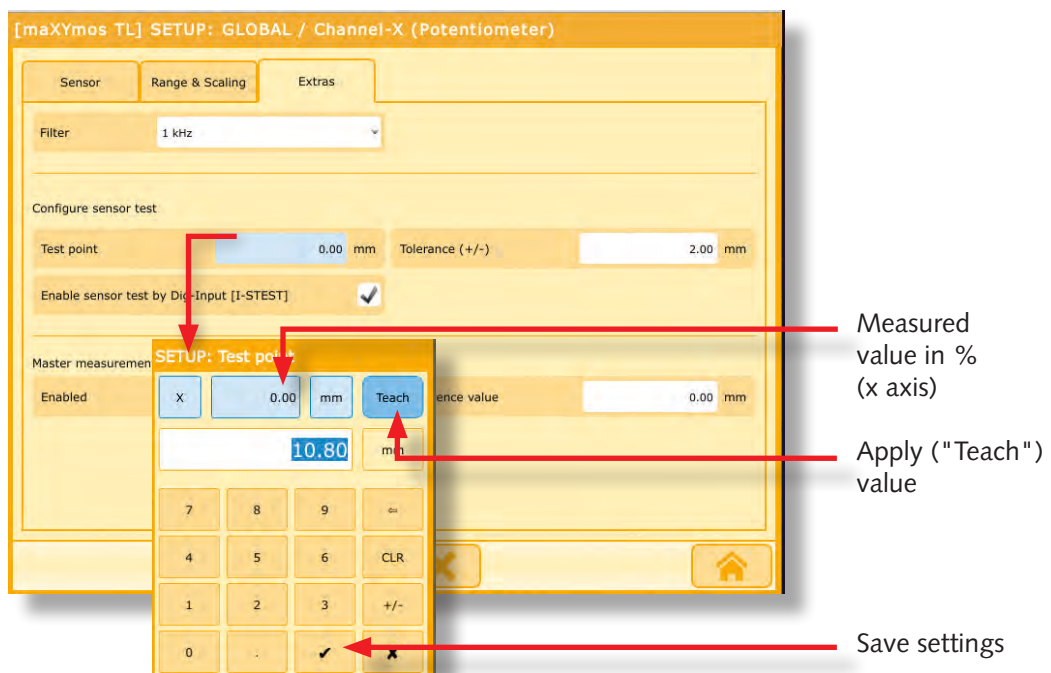 [maXYmos TL] SETUP: GLOBAL / Channel-X (Potentiometer)
Sensor
Range & Scaling
Extras
Filter
1 kHz
Configure sensor test
Test point
0.00 mm
Tolerance (+/-)
2.00 mm
Enable sensor test by Dig-Input [I-STEST]
Master measuremen
Enabled
ence value
0.00 mm
SETUP: Test point
X
0.00
mm
Teach
10.80
mm
7
8
9
⇦
4
5
6
CLR
1
2
3
+/-
0
.
✔
✘
Measured
value in %
(x axis)
Apply ("Teach")
value
Save settings